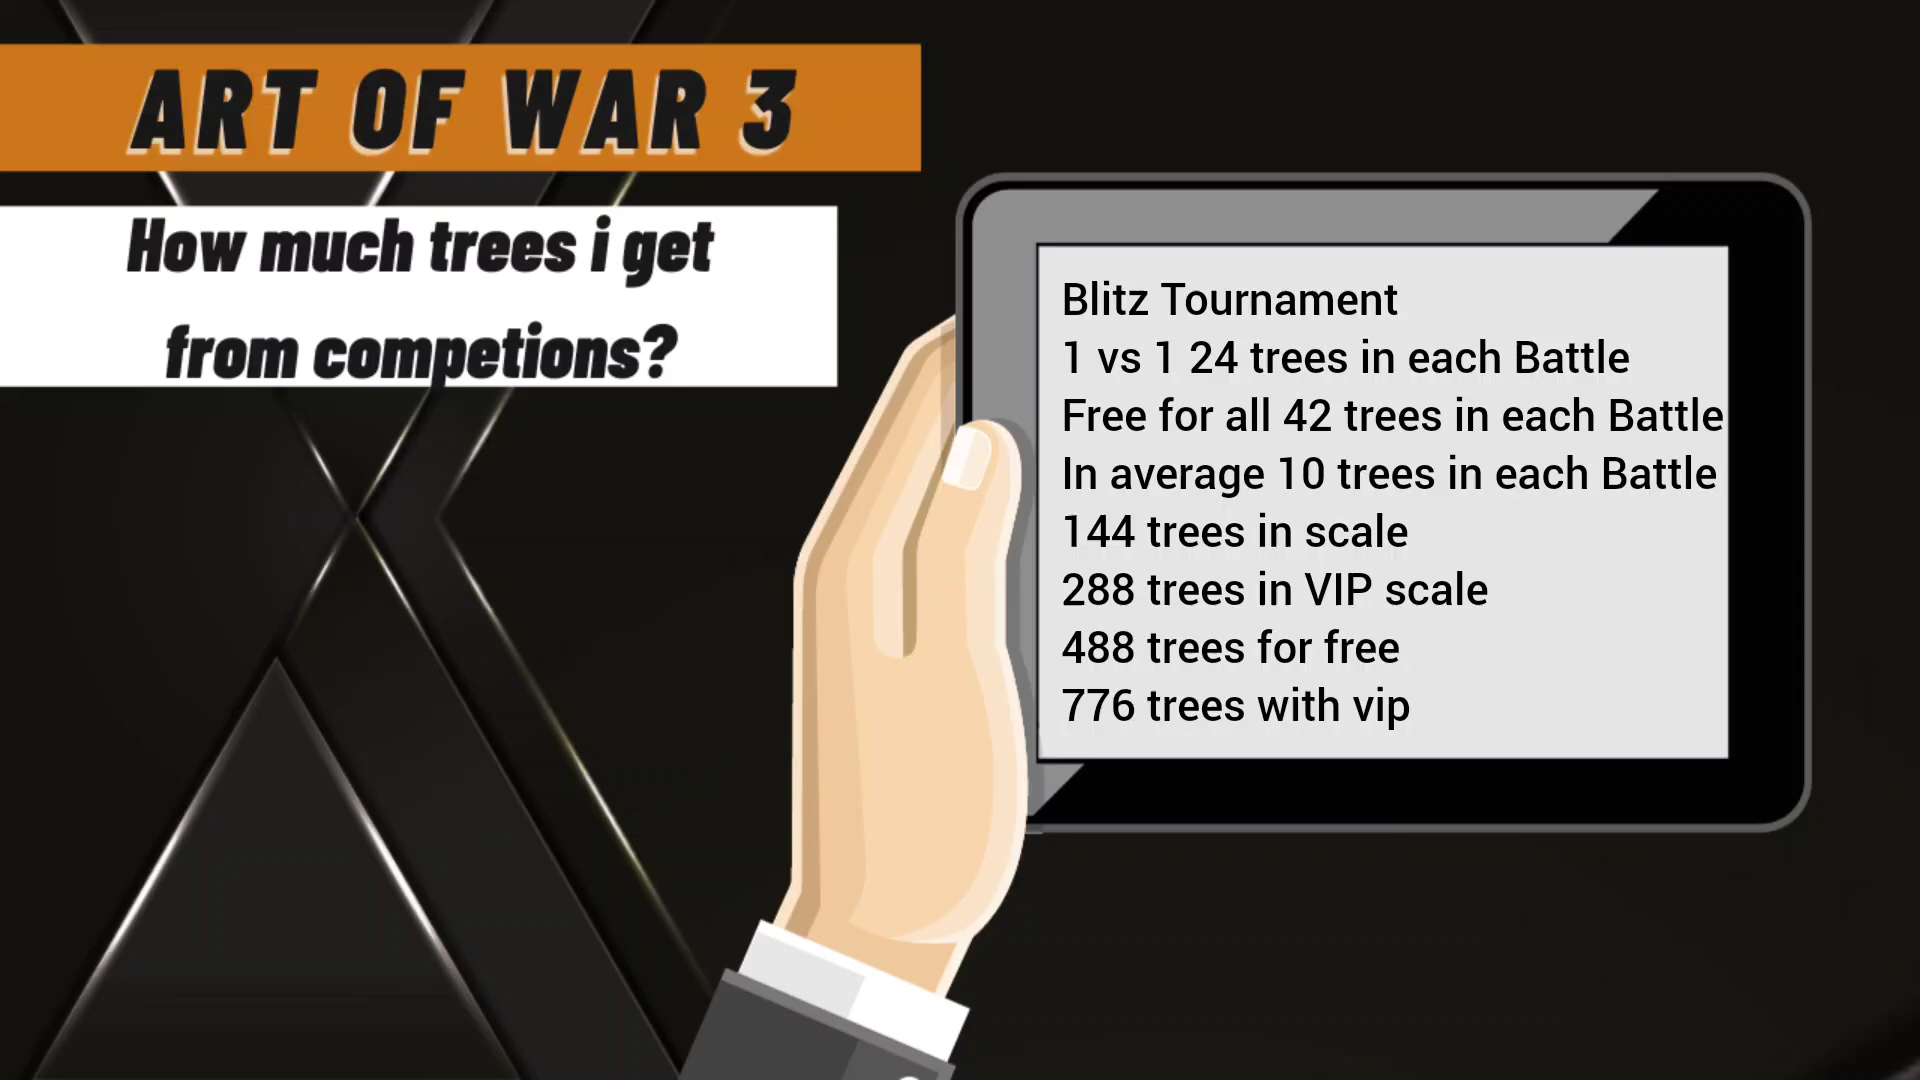 ART OF WAR 3
How much trees i get
from competions?
Blitz Tournament
1 vs 1 24 trees in each Battle
Free for all 42 trees in each Battle
In average 10 trees in each Battle
144 trees in scale
288 trees in VIP scale
488 trees for free
776 trees with vip